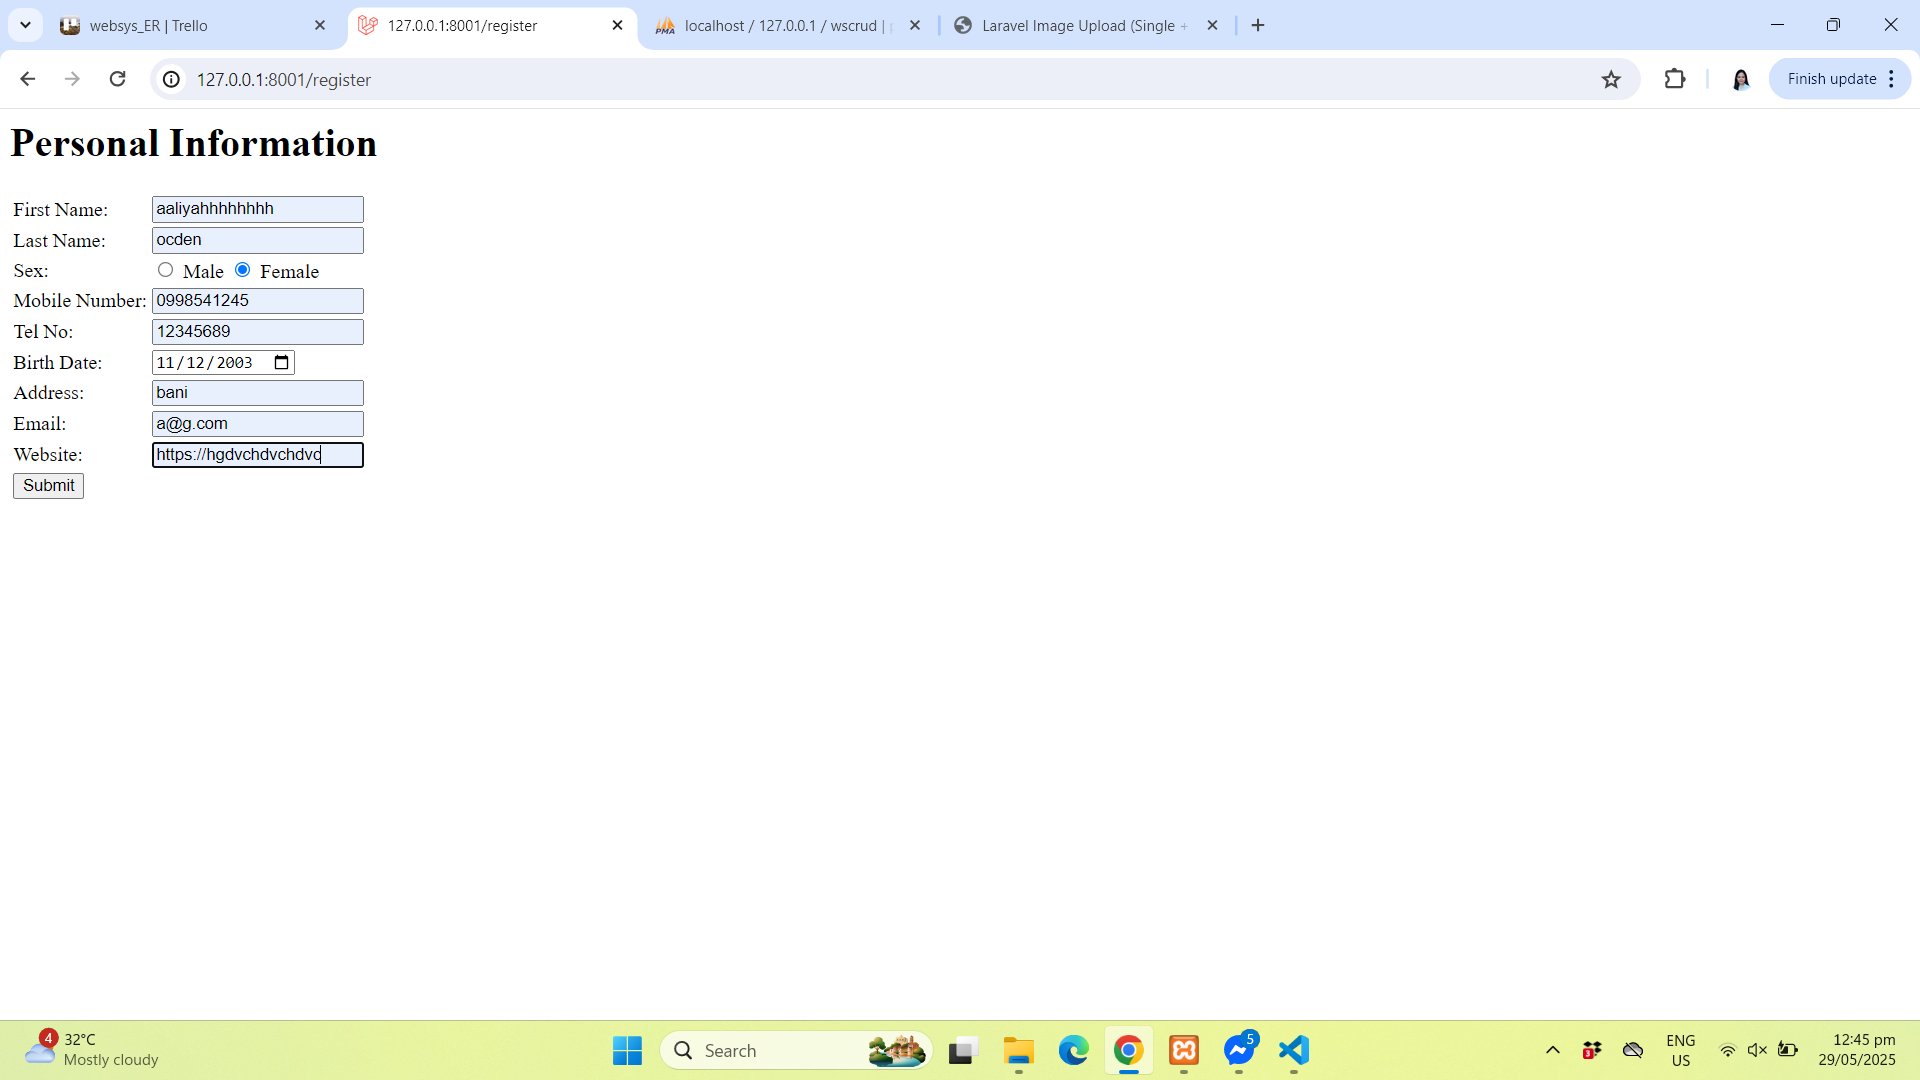 websys_ER | Trello
127.0.0.1:8001/register
localhost / 127.0.0.1 / wscrud |
Laravel Image Upload (Single +
127.0.0.1:8001/register
Finish update
Personal Information
First Name: aaliyahhhhhhhh
Last Name: ocden
Sex: Male Female
Mobile Number: 0998541245
Tel No: 12345689
Birth Date: 11/12/2003
Address: bani
Email: a@g.com
Website: https://hgdvchdvchdvc
Submit
4
32°C
Mostly cloudy
Search
5
3
ENG
US
12:45 pm
29/05/2025